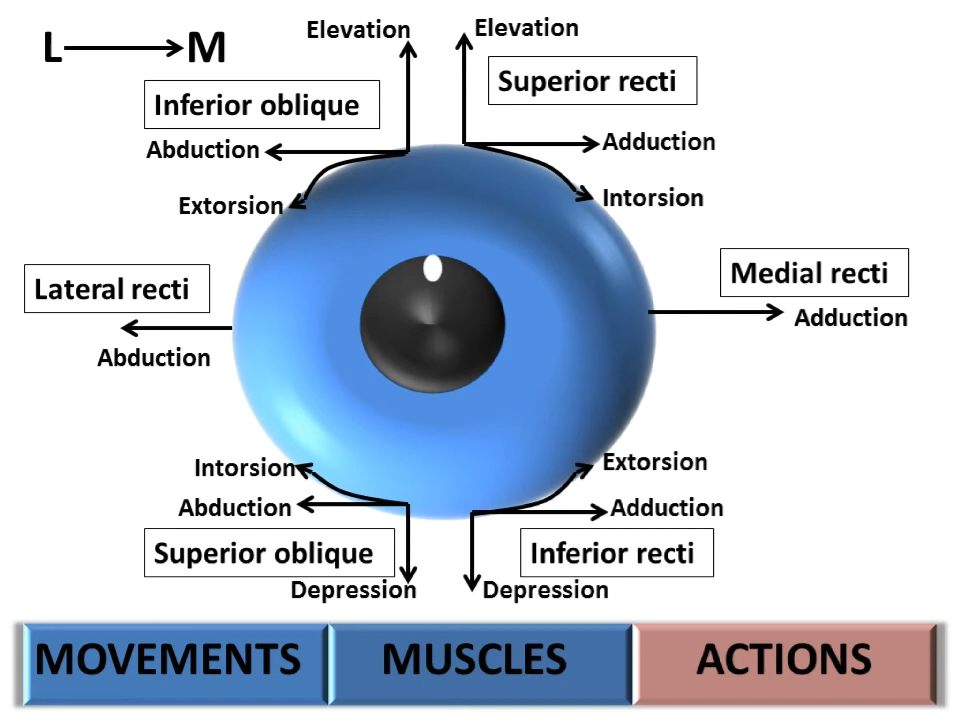 L M
Elevation
Elevation
Superior recti
Inferior oblique
Abduction
Adduction
Extorsion
Intorsion
Lateral recti
Medial recti
Abduction
Adduction
Intorsion
Extorsion
Abduction
Adduction
Superior oblique
Inferior recti
Depression
Depression
MOVEMENTS
MUSCLES
ACTIONS